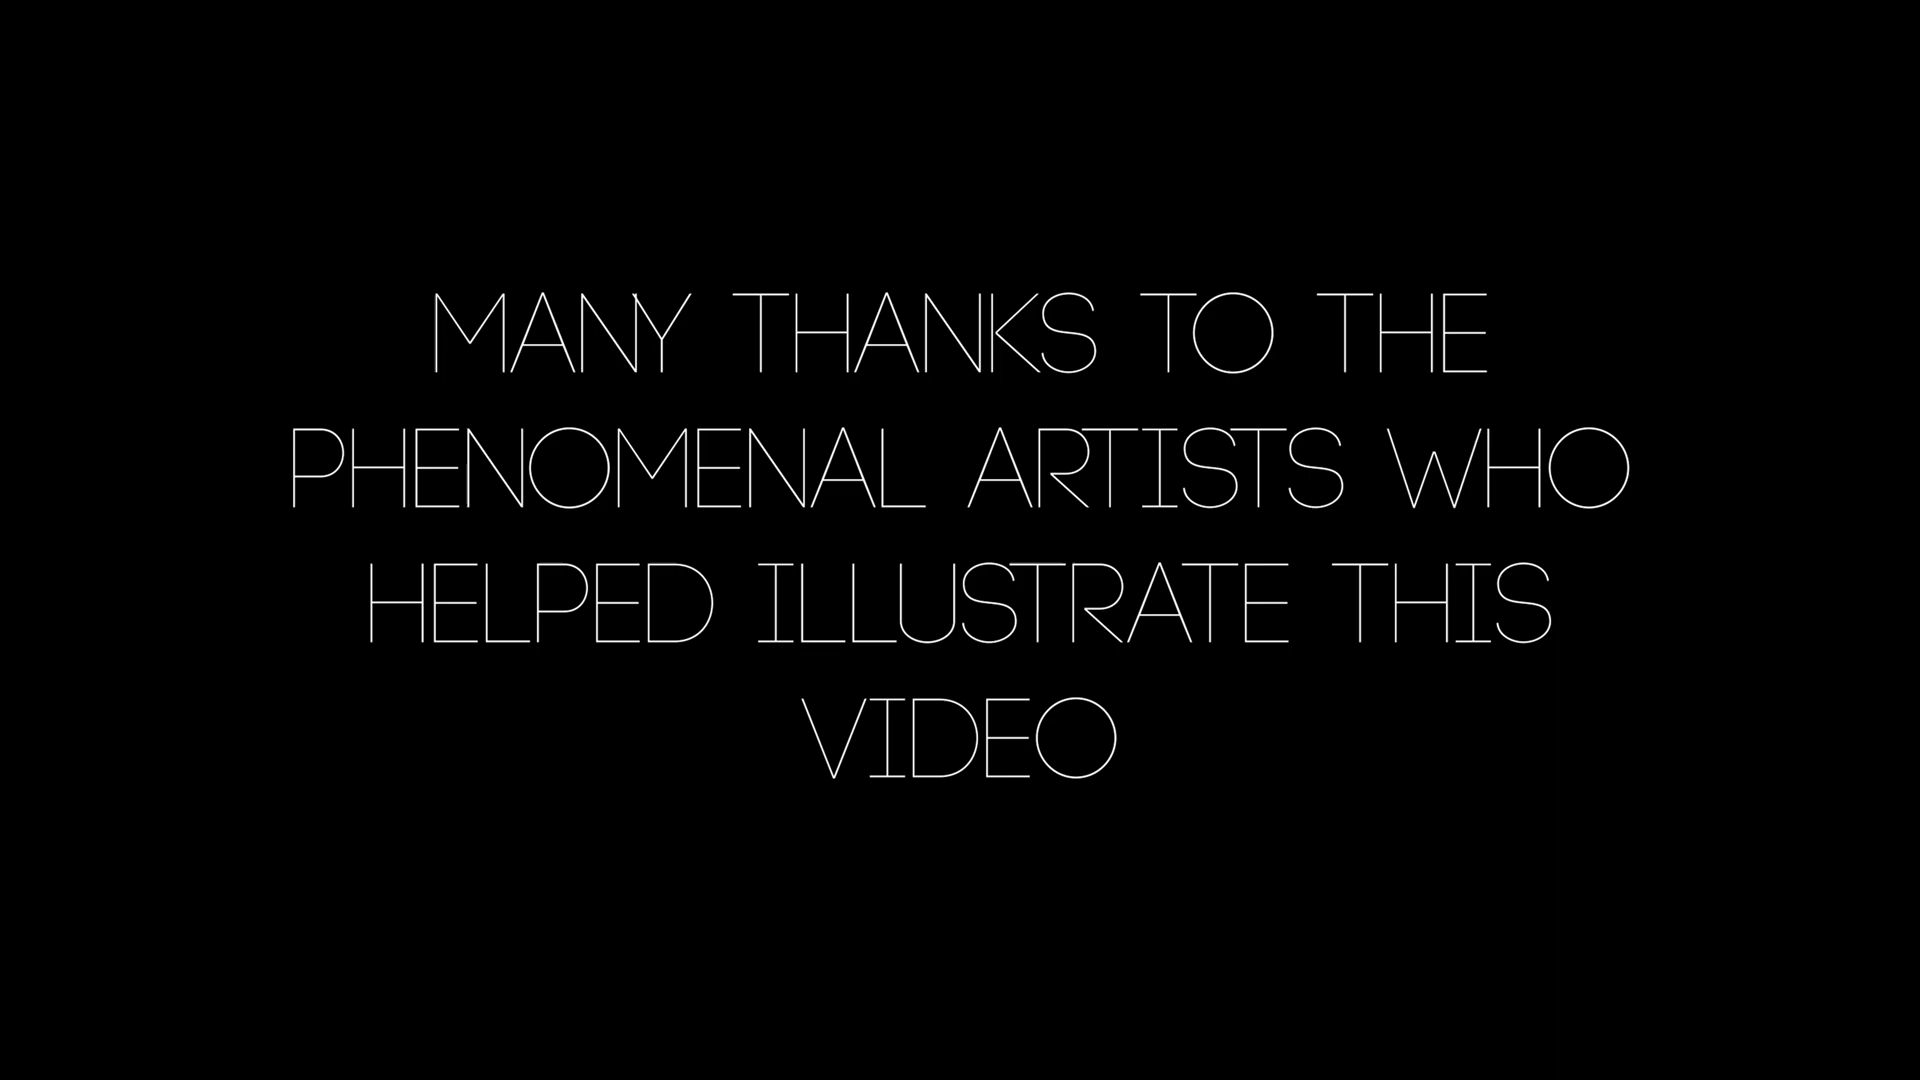 MANY THANKS TO THE
PHENOMENAL ARTISTS WHO
HELPED ILLUSTRATE THIS
VIDEO